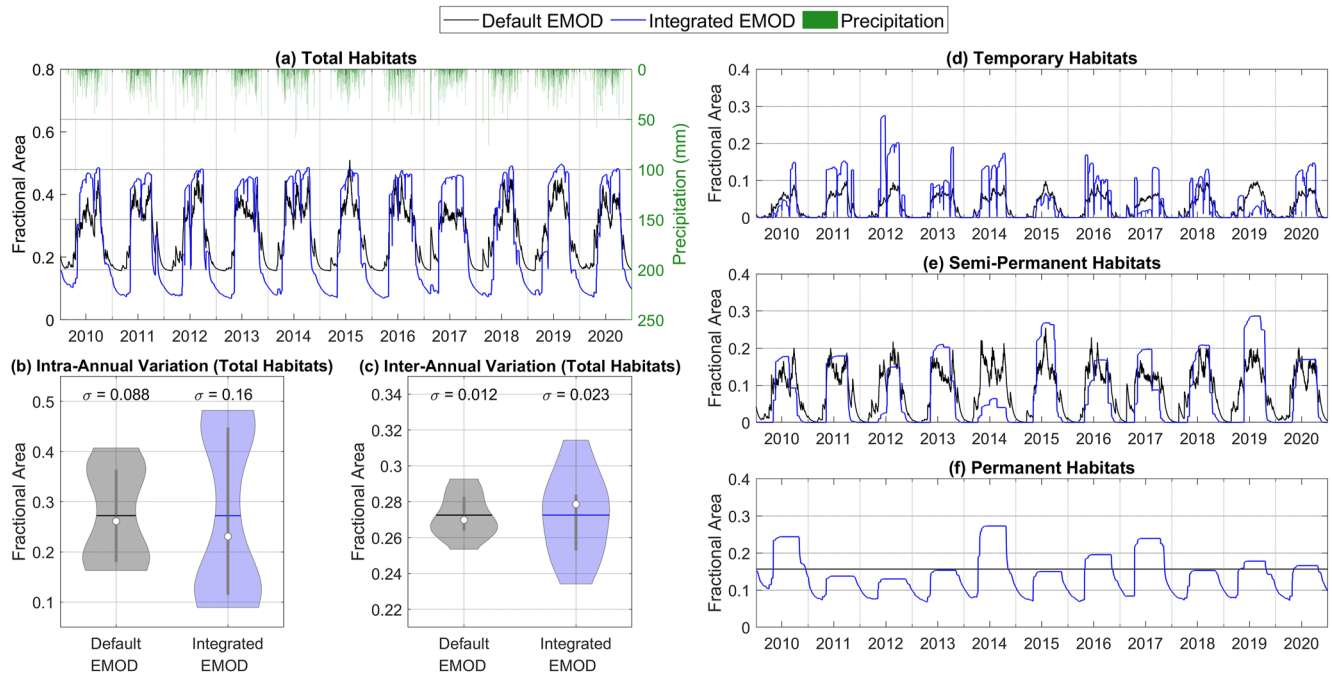 Default EMOD Integrated EMOD Precipitation
(a) Total Habitats
0.8
0.6
0.4
0.2
0
Fractional Area
0
50
100
150
200
250
Precipitation (mm)
2010 2011 2012 2013 2014 2015 2016 2017 2018 2019 2020
(b) Intra-Annual Variation (Total Habitats)
σ = 0.088 σ = 0.16
0.5
0.4
0.3
0.2
0.1
Fractional Area
Default EMOD
Integrated EMOD
(c) Inter-Annual Variation (Total Habitats)
σ = 0.012 σ = 0.023
0.34
0.32
0.3
0.28
0.26
0.24
0.22
Fractional Area
Default EMOD
Integrated EMOD
(d) Temporary Habitats
0.4
0.3
0.2
0.1
0
Fractional Area
2010 2011 2012 2013 2014 2015 2016 2017 2018 2019 2020
(e) Semi-Permanent Habitats
0.4
0.3
0.2
0.1
0
Fractional Area
2010 2011 2012 2013 2014 2015 2016 2017 2018 2019 2020
(f) Permanent Habitats
0.4
0.3
0.2
0.1
0
Fractional Area
2010 2011 2012 2013 2014 2015 2016 2017 2018 2019 2020